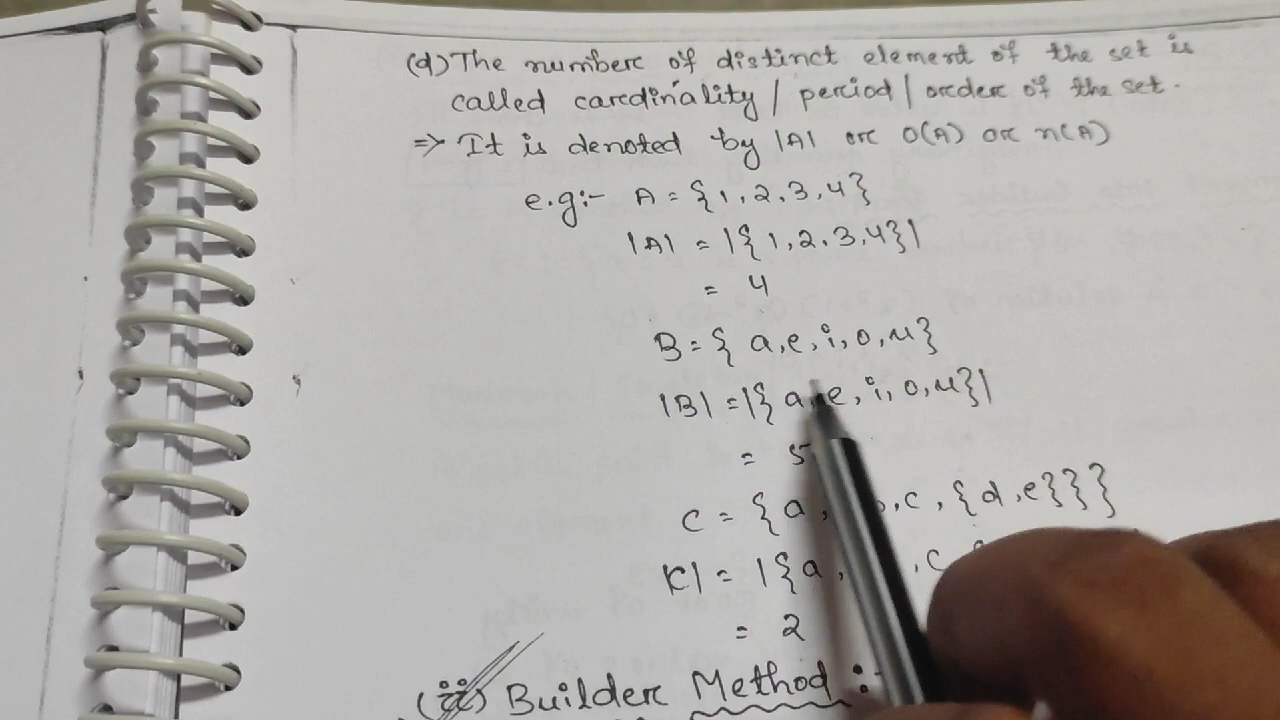 (d) The number of distinct element of the set is
called cardinality / period / order of the set.
=> It is denoted by |A| or O(A) or n(A)
e.g:- A = {1, 2, 3, 4}
|A| = |{1, 2, 3, 4}|
= 4
B = { a, e, i, o, u}
|B| = |{ a, e, i, o, u}|
= 5
C = {a, b, c, {d, e}}}
|C| = |{a, , c,
= 2
(ii) Builder Method :-